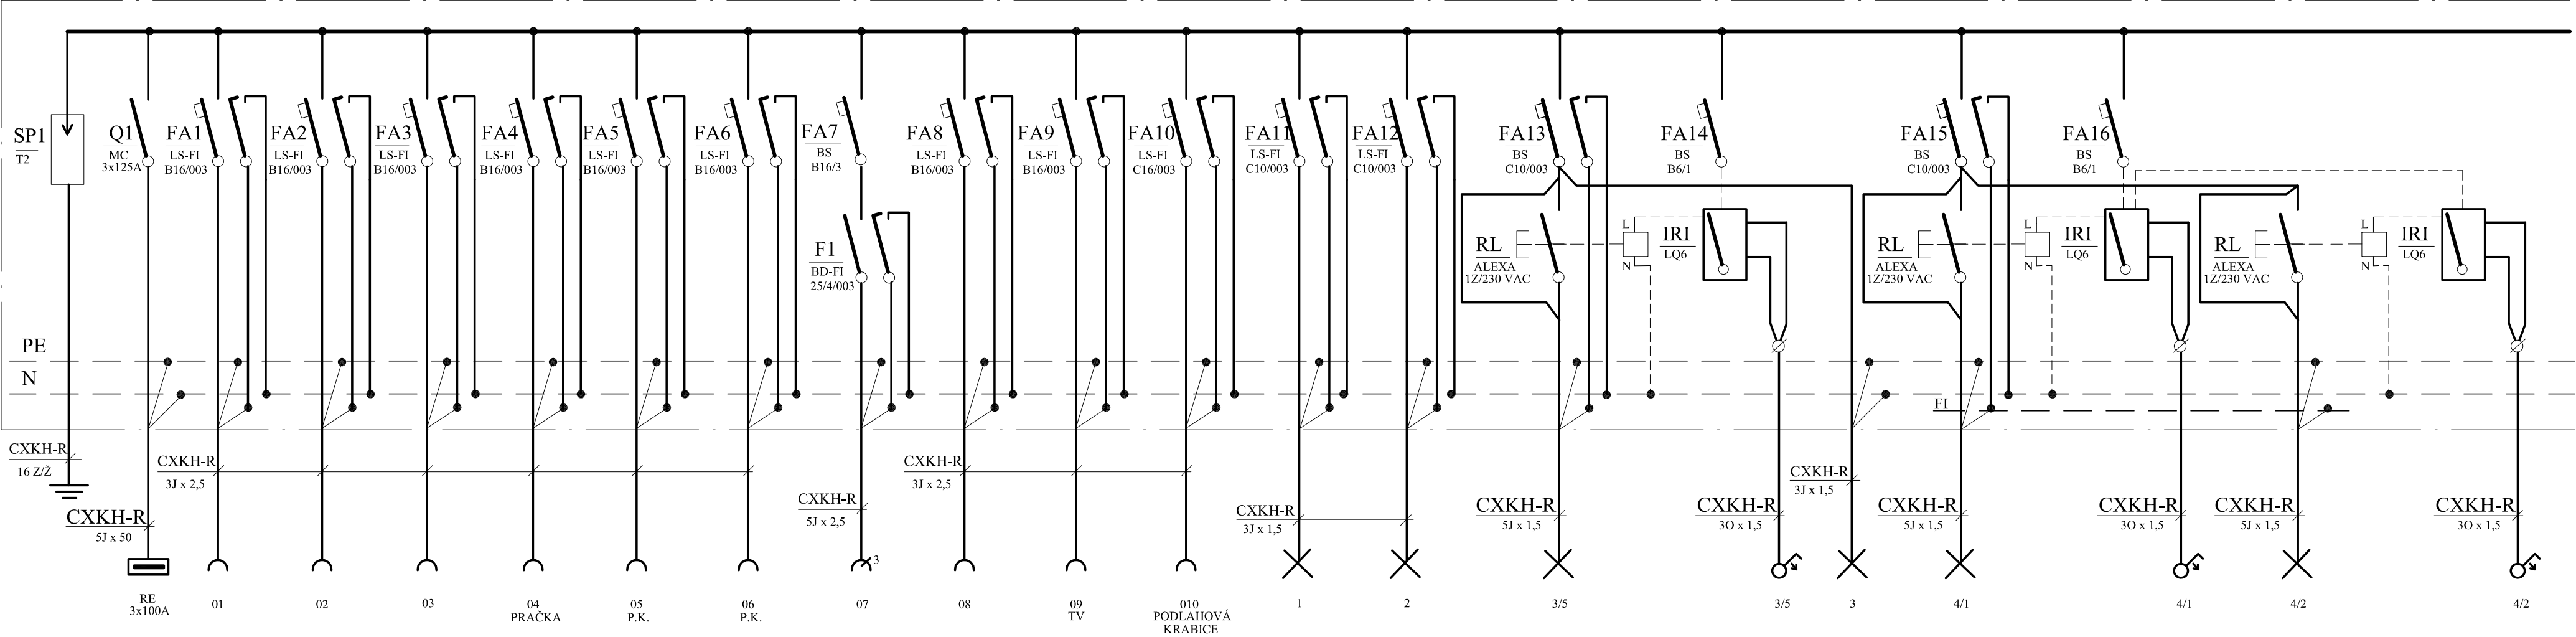 SP1
T2
Q1
MC
3x125A
FA1
LS-FI
B16/003
FA2
LS-FI
B16/003
FA3
LS-FI
B16/003
FA4
LS-FI
B16/003
FA5
LS-FI
B16/003
FA6
LS-FI
B16/003
FA7
BS
B16/3
FA8
LS-FI
B16/003
FA9
LS-FI
B16/003
FA10
LS-FI
C16/003
FA11
LS-FI
C10/003
FA12
LS-FI
C10/003
FA13
BS
C10/003
FA14
BS
B6/1
FA15
BS
C10/003
FA16
BS
B6/1
F1
BD-FI
25/4/003
RL
ALEXA
1Z/230 VAC
L
N
IRI
LQ6
RL
ALEXA
1Z/230 VAC
L
N
IRI
LQ6
RL
ALEXA
1Z/230 VAC
L
N
IRI
LQ6
PE
N
FI
CXKH-R
16 Z/Ž
CXKH-R
5J x 50
CXKH-R
3J x 2,5
CXKH-R
5J x 2,5
CXKH-R
3J x 2,5
CXKH-R
3J x 1,5
CXKH-R
5J x 1,5
CXKH-R
3O x 1,5
CXKH-R
3J x 1,5
CXKH-R
5J x 1,5
CXKH-R
3O x 1,5
CXKH-R
5J x 1,5
CXKH-R
3O x 1,5
3
RE
3x100A
01
02
03
04
PRAČKA
05
P.K.
06
P.K.
07
08
09
TV
010
PODLAHOVÁ
KRABICE
1
2
3/5
3/5
3
4/1
4/1
4/2
4/2